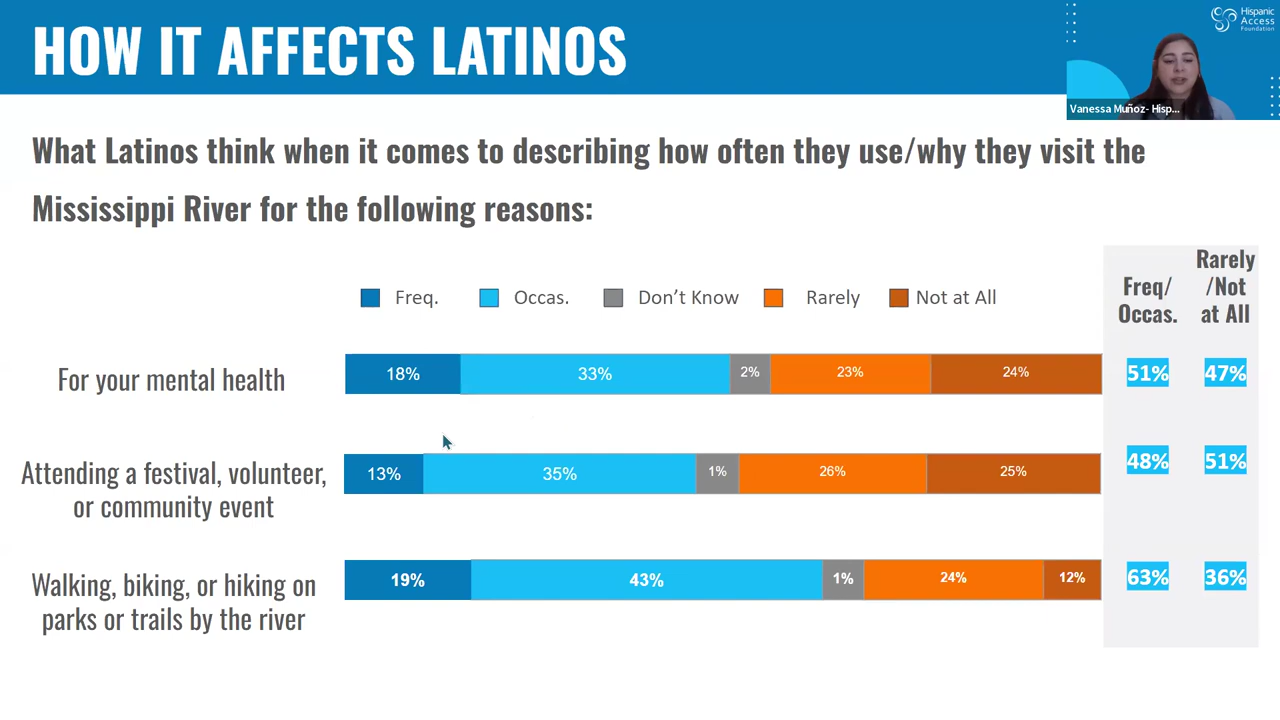 HOW IT AFFECTS LATINOS
Hispanic
Access
Foundation
Vanessa Muñoz- Hisp...
What Latinos think when it comes to describing how often they use/why they visit the
Mississippi River for the following reasons:
Freq. Occas. Don't Know Rarely Not at All
Freq/
Occas.
Rarely
/Not
at All
For your mental health
18% 33% 2% 23% 24% 51% 47%
Attending a festival, volunteer,
or community event
13% 35% 1% 26% 25% 48% 51%
Walking, biking, or hiking on
parks or trails by the river
19% 43% 1% 24% 12% 63% 36%